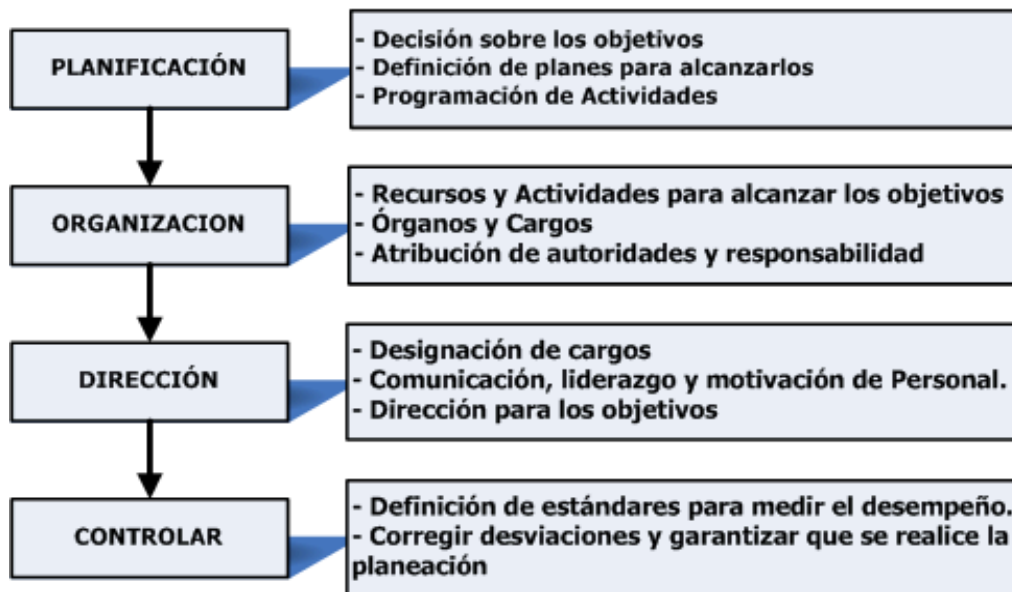 PLANIFICACIÓN
- Decisión sobre los objetivos
- Definición de planes para alcanzarlos
- Programación de Actividades
ORGANIZACION
- Recursos y Actividades para alcanzar los objetivos
- Órganos y Cargos
- Atribución de autoridades y responsabilidad
DIRECCIÓN
- Designación de cargos
- Comunicación, liderazgo y motivación de Personal.
- Dirección para los objetivos
CONTROLAR
- Definición de estándares para medir el desempeño.
- Corregir desviaciones y garantizar que se realice la
planeación